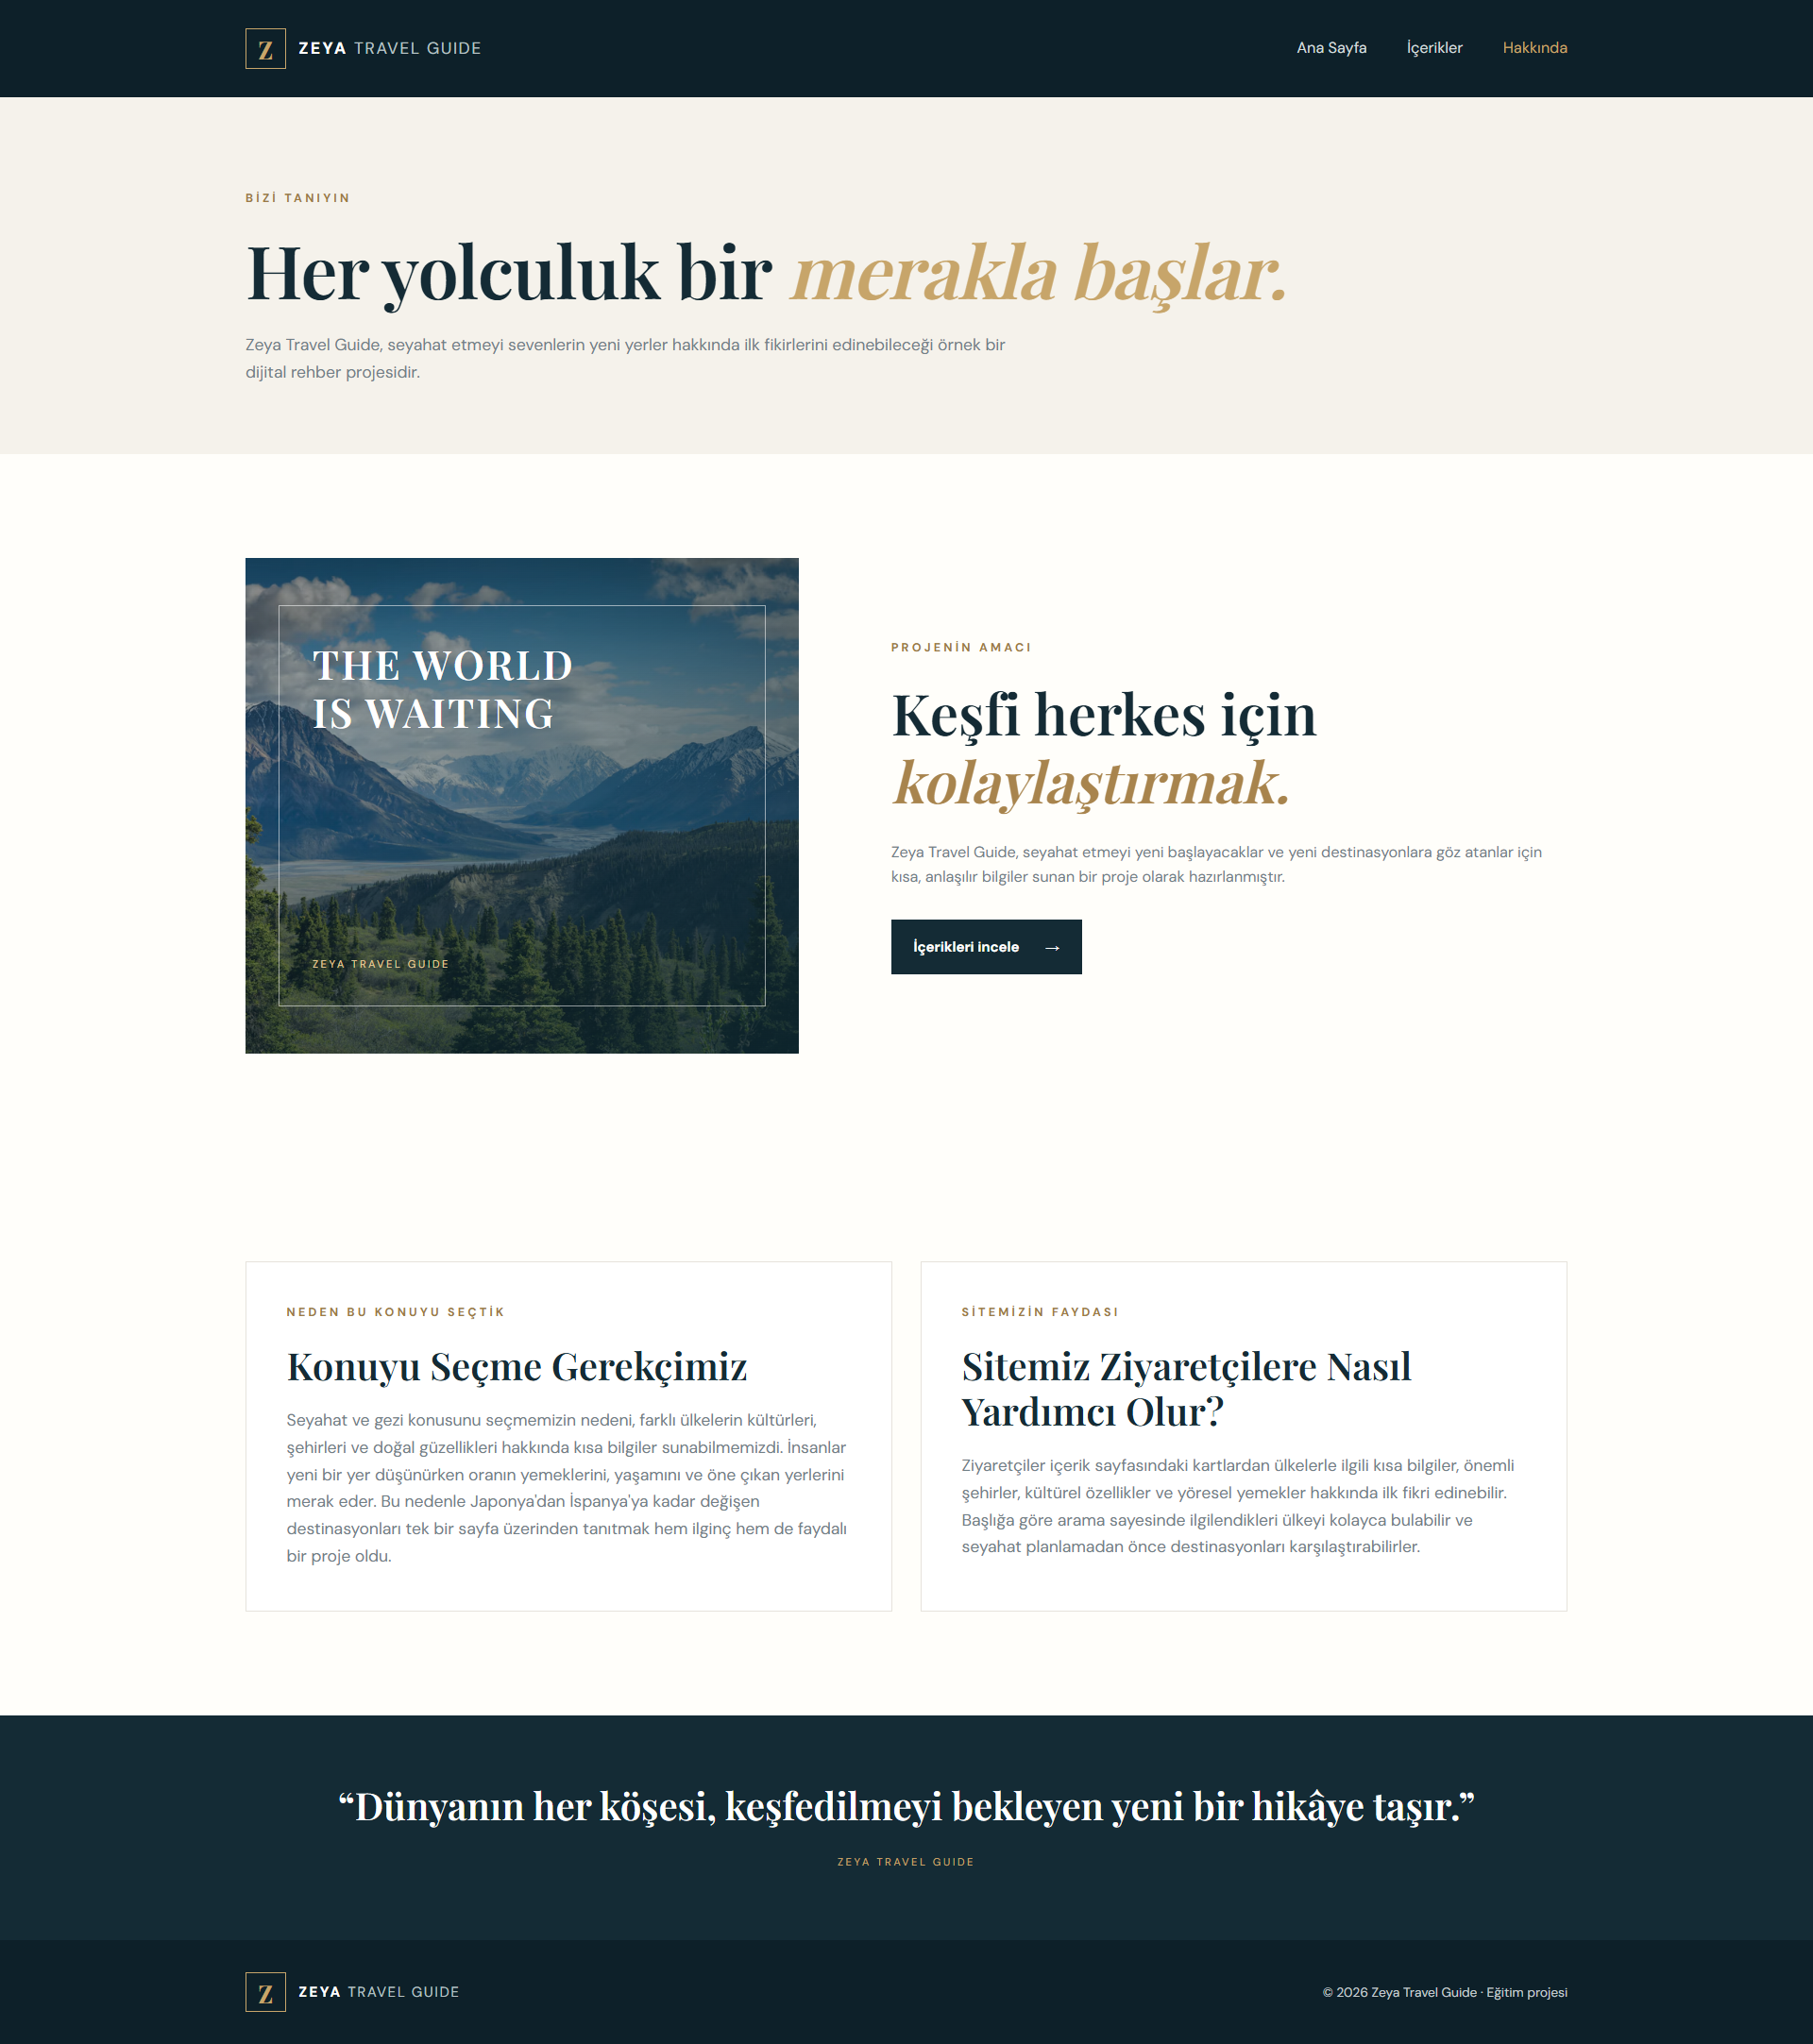 Z ZEYA TRAVEL GUIDE
Ana Sayfa İçerikler Hakkında
BİZİ TANIYIN
Her yolculuk bir merakla başlar.
Zeya Travel Guide, seyahat etmeyi sevenlerin yeni yerler hakkında ilk fikirlerini edinebileceği örnek bir
dijital rehber projesidir.
THE WORLD
IS WAITING
ZEYA TRAVEL GUIDE
PROJENİN AMACI
Keşfi herkes için
kolaylaştırmak.
Zeya Travel Guide, seyahat etmeyi yeni başlayacaklar ve yeni destinasyonlara göz atanlar için
kısa, anlaşılır bilgiler sunan bir proje olarak hazırlanmıştır.
İçerikleri incele →
NEDEN BU KONUYU SEÇTİK
Konuyu Seçme Gerekçimiz
Seyahat ve gezi konusunu seçmemizin nedeni, farklı ülkelerin kültürleri,
şehirleri ve doğal güzellikleri hakkında kısa bilgiler sunabilmemizdi. İnsanlar
yeni bir yer düşünürken oranın yemeklerini, yaşamını ve öne çıkan yerlerini
merak eder. Bu nedenle Japonya'dan İspanya'ya kadar değişen
destinasyonları tek bir sayfa üzerinden tanıtmak hem ilginç hem de faydalı
bir proje oldu.
SİTEMİZİN FAYDASI
Sitemiz Ziyaretçilere Nasıl
Yardımcı Olur?
Ziyaretçiler içerik sayfasındaki kartlardan ülkelerle ilgili kısa bilgiler, önemli
şehirler, kültürel özellikler ve yöresel yemekler hakkında ilk fikri edinebilir.
Başlığa göre arama sayesinde ilgilendikleri ülkeyi kolayca bulabilir ve
seyahat planlamadan önce destinasyonları karşılaştırabilirler.
“Dünyanın her köşesi, keşfedilmeyi bekleyen yeni bir hikâye taşır.”
ZEYA TRAVEL GUIDE
Z ZEYA TRAVEL GUIDE
© 2026 Zeya Travel Guide · Eğitim projesi